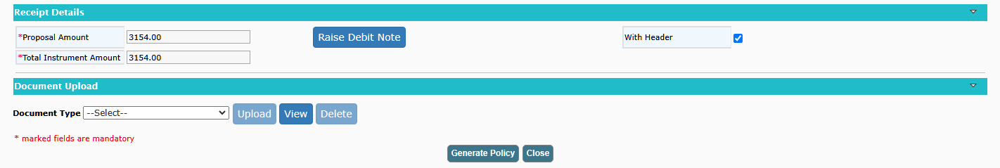 Receipt Details
*Proposal Amount 3154.00 Raise Debit Note With Header
*Total Instrument Amount 3154.00
Document Upload
Document Type --Select-- Upload View Delete
* marked fields are mandatory
Generate Policy Close